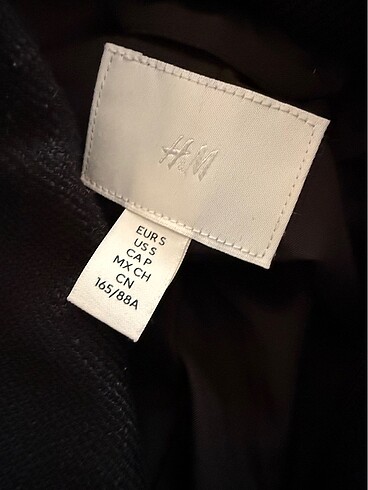 H&M
EUR S
US S
CA P
MX CH
CN
165/88A